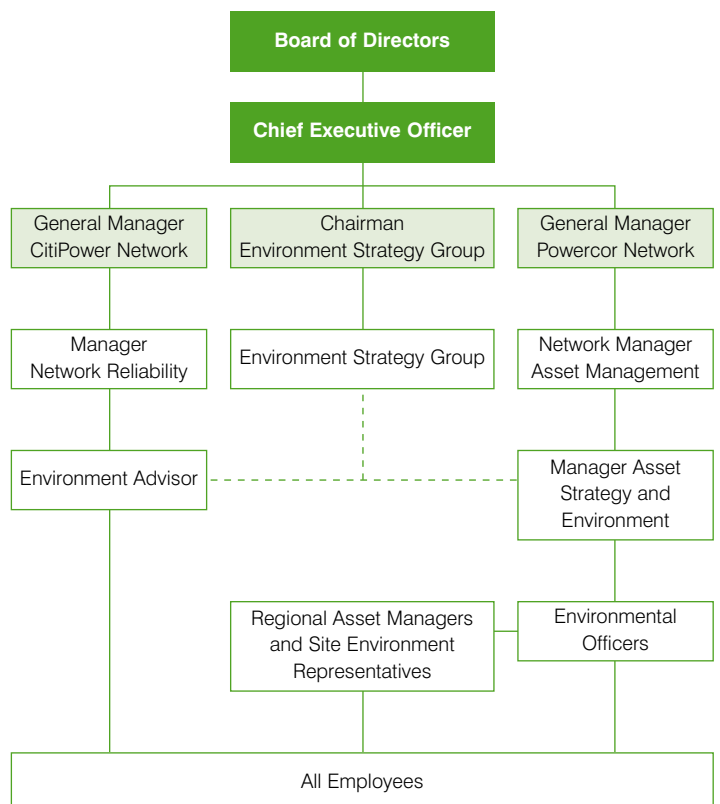 Board of Directors
Chief Executive Officer
General Manager
CitiPower Network
Chairman
Environment Strategy Group
General Manager
Powercor Network
Manager
Network Reliability
Environment Strategy Group
Network Manager
Asset Management
Environment Advisor
Manager Asset
Strategy and
Environment
Regional Asset Managers
and Site Environment
Representatives
Environmental
Officers
All Employees